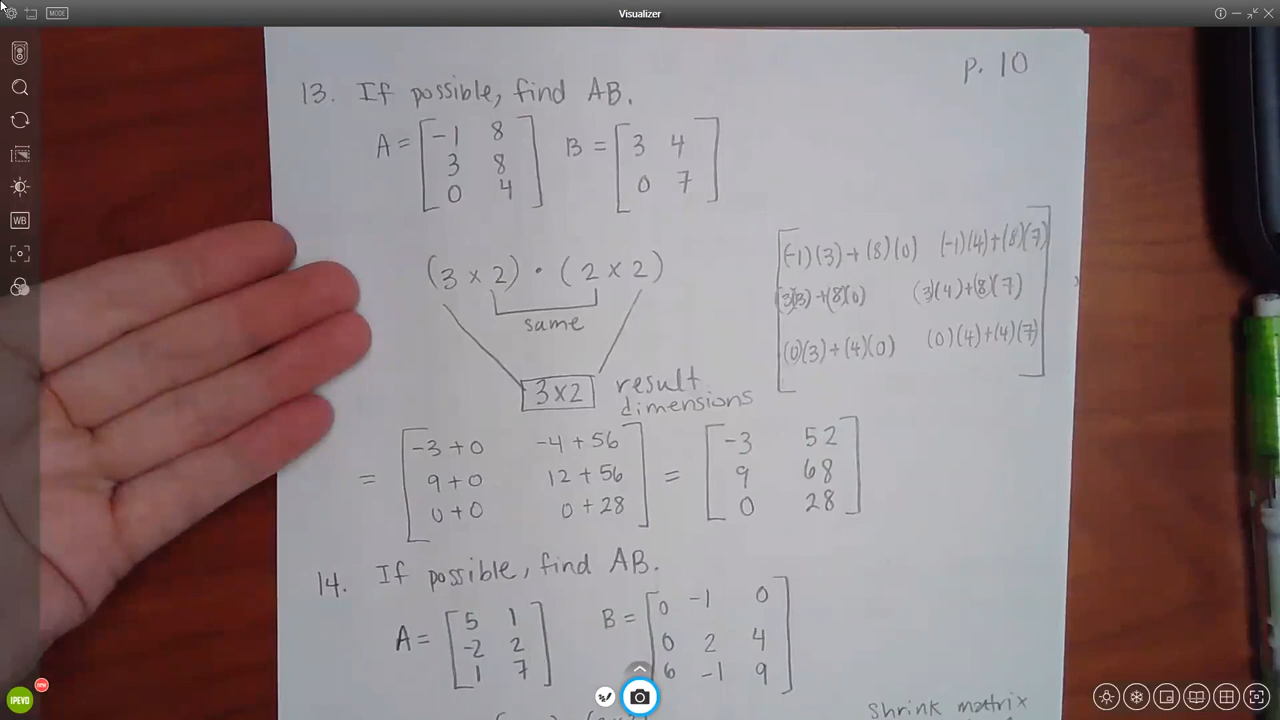 MODE
Visualizer
p. 10
13. If possible, find AB.
A = [-1 8
3 8
0 4]
B = [3 4
0 7]
(3 x 2) · (2 x 2)
same
3x2
result
dimensions
[(-1)(3)+(8)(0) (-1)(4)+(8)(7)
(3)(3)+(8)(0) (3)(4)+(8)(7)
(0)(3)+(4)(0) (0)(4)+(4)(7)]
= [-3+0 -4+56
9+0 12+56
0+0 0+28]
= [-3 52
9 68
0 28]
14. If possible, find AB.
A = [5 1
-2 2
1 7]
B = [0 -1 0
0 2 4
6 -1 9]
shrink matrix
WB
IPEVO
new